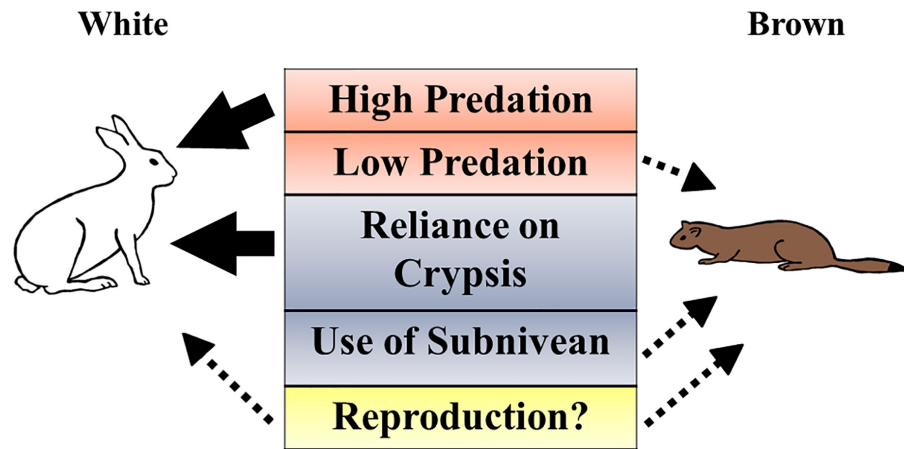 White
Brown
High Predation
Low Predation
Reliance on
Crypsis
Use of Subnivean
Reproduction?